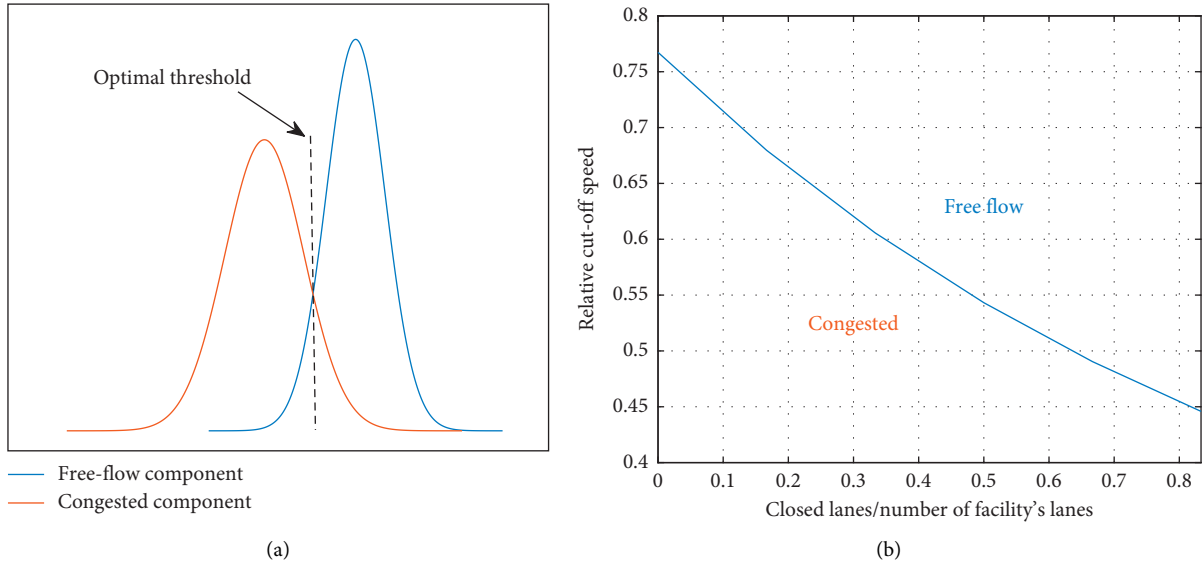 Optimal threshold
Free-flow component
Congested component
(a)
0.8
0.75
0.7
0.65
0.6
0.55
0.5
0.45
0.4
Relative cut-off speed
Free flow
Congested
0 0.1 0.2 0.3 0.4 0.5 0.6 0.7 0.8
Closed lanes/number of facility's lanes
(b)